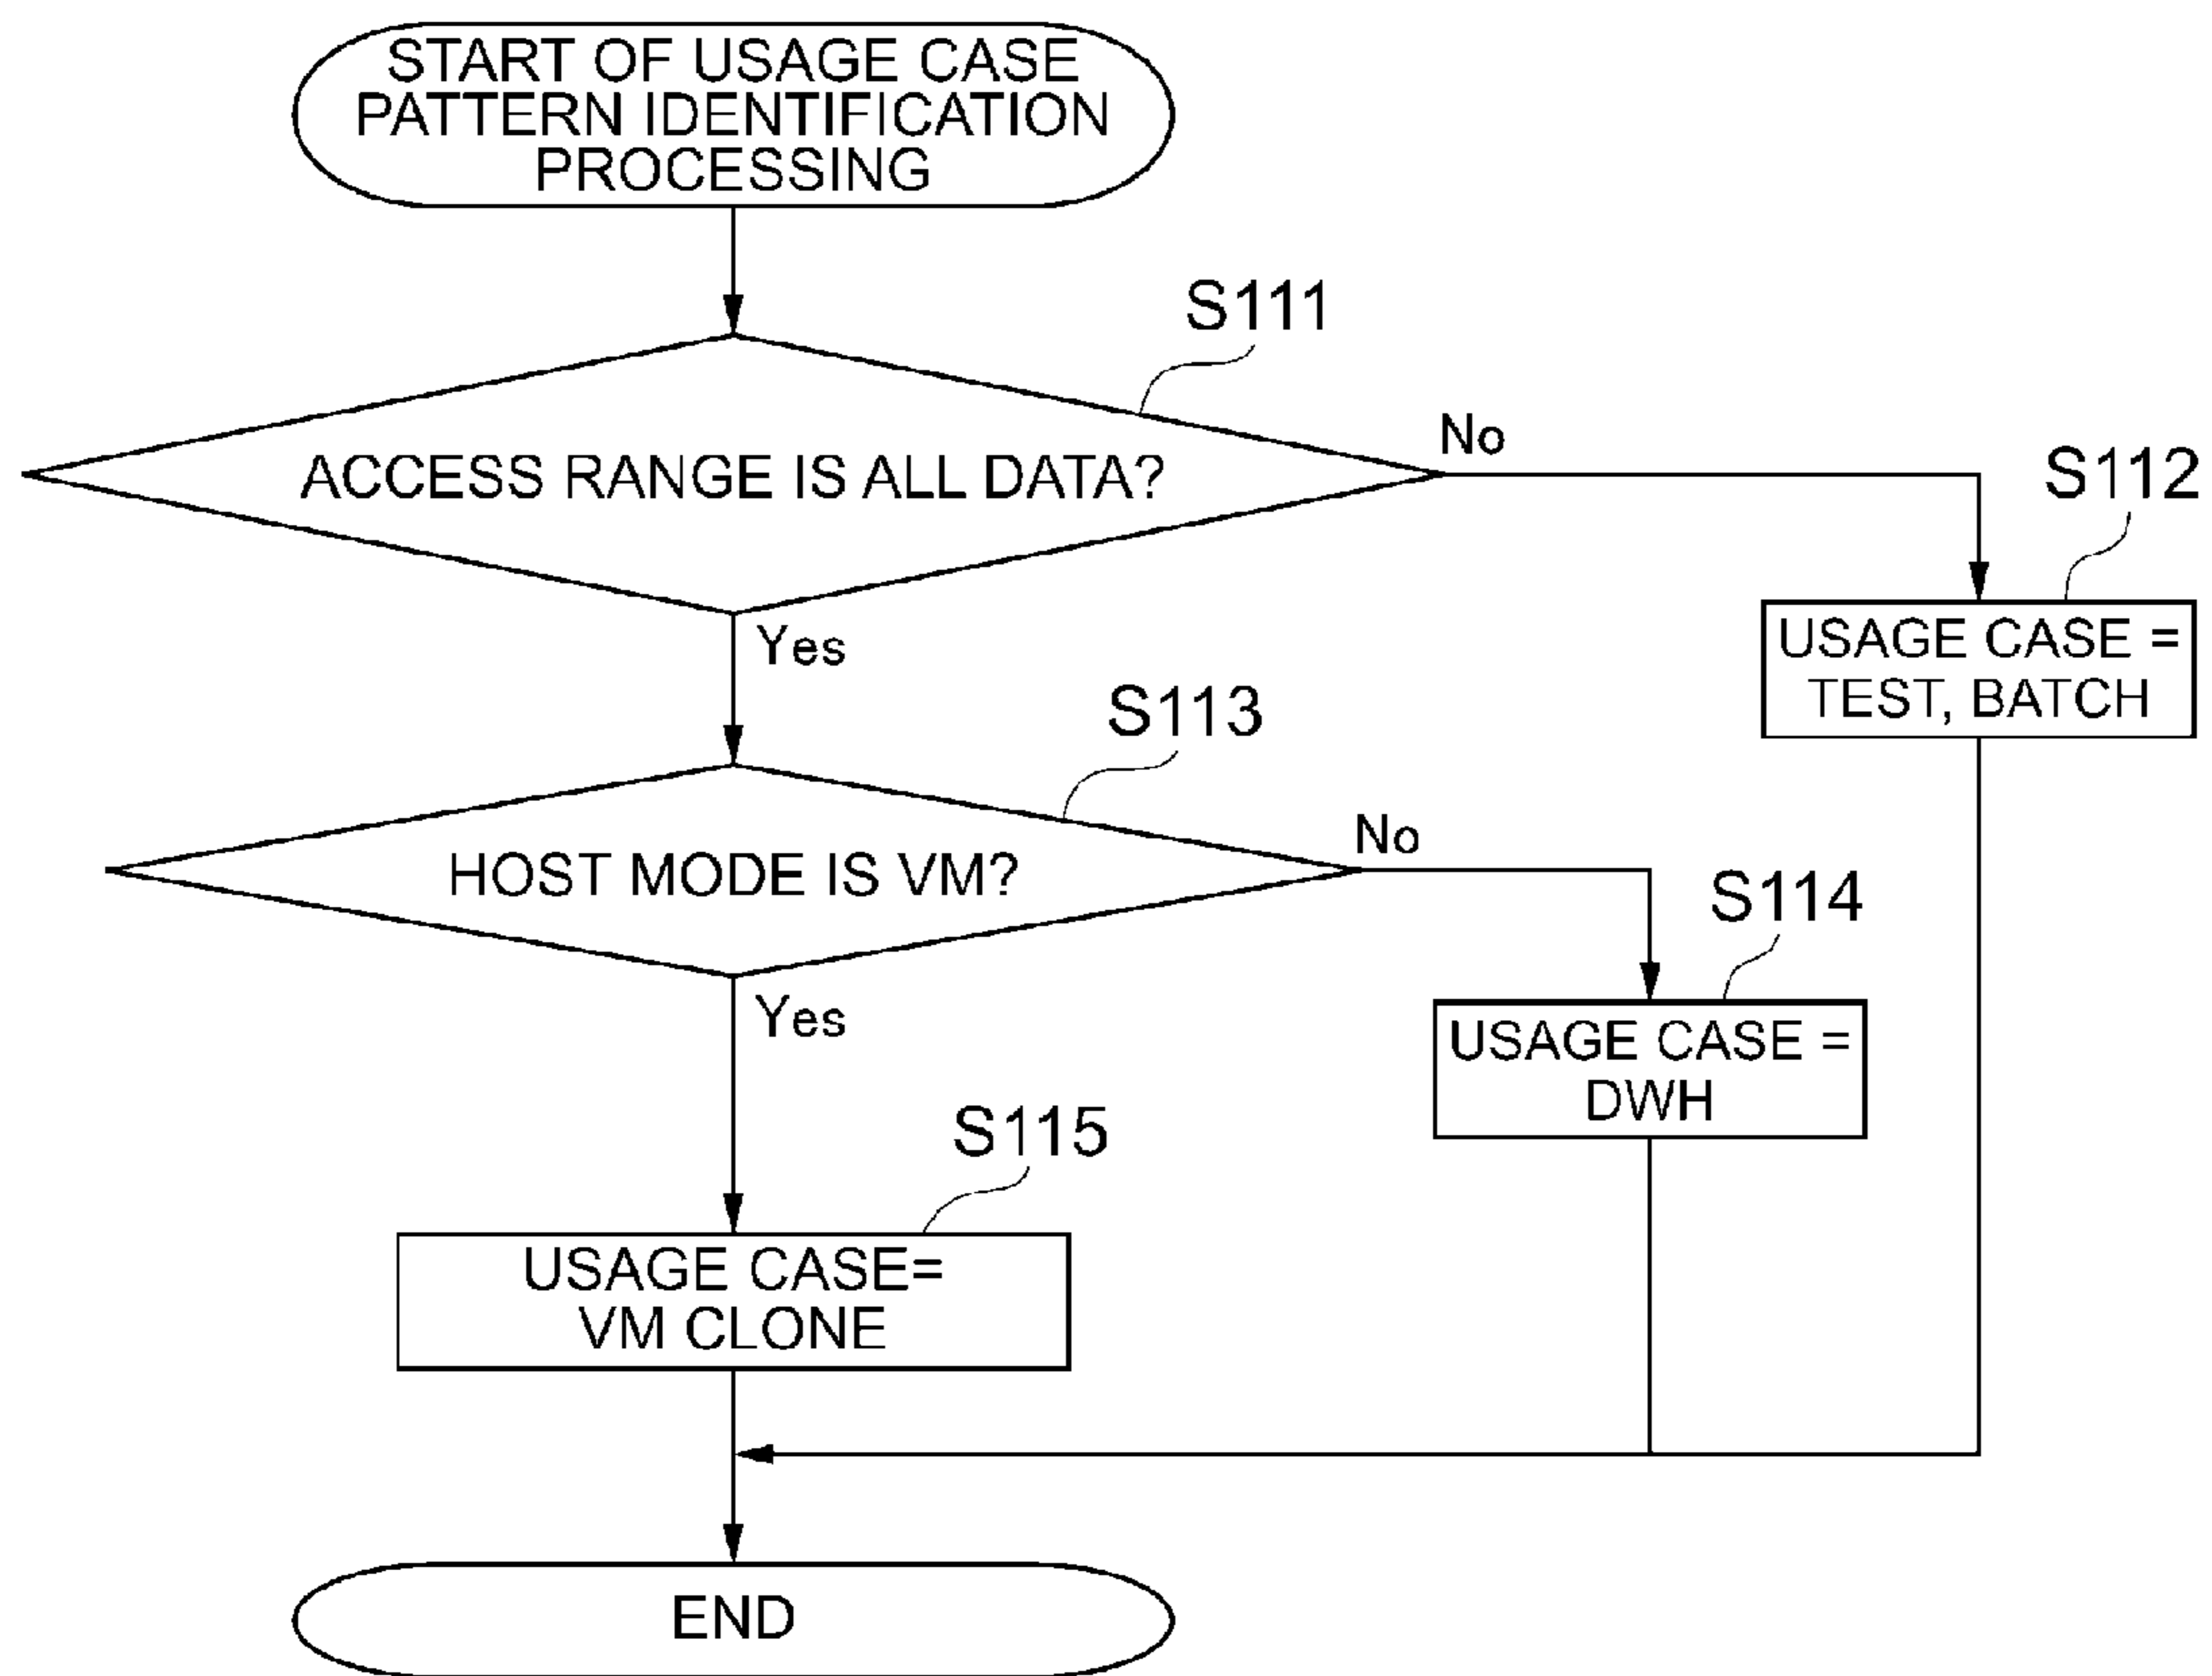 START OF USAGE CASE
PATTERN IDENTIFICATION
PROCESSING
S111
ACCESS RANGE IS ALL DATA?
No
S112
USAGE CASE =
TEST, BATCH
Yes
S113
HOST MODE IS VM?
No
S114
USAGE CASE =
DWH
Yes
S115
USAGE CASE=
VM CLONE
END